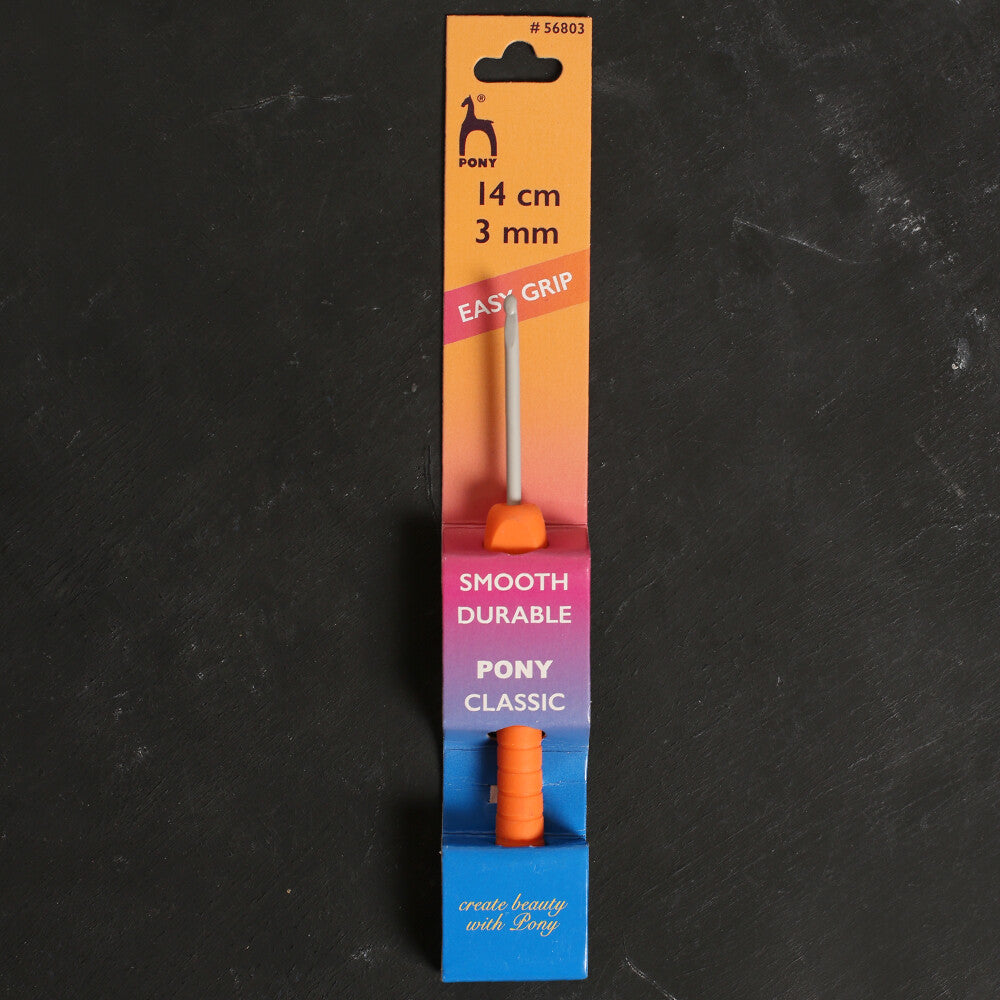 # 56803
®
PONY
14 cm
3 mm
EASY GRIP
SMOOTH
DURABLE
PONY
CLASSIC
create beauty
with Pony